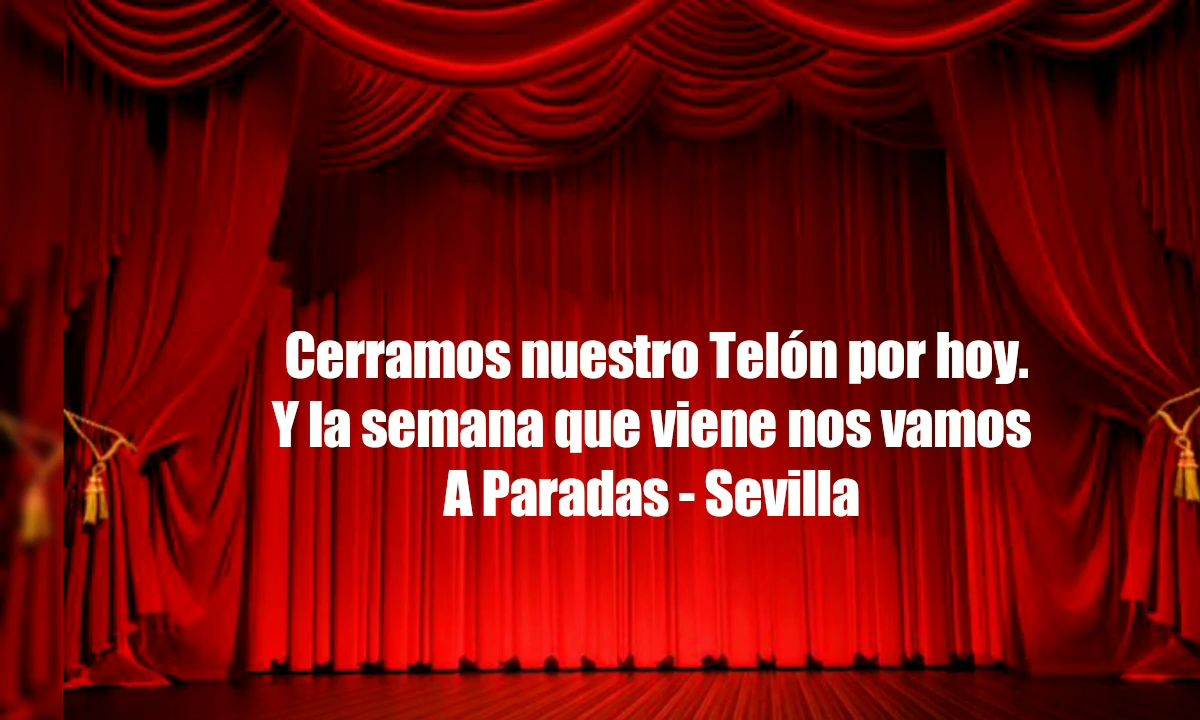 Cerramos nuestro Telón por hoy.
Y la semana que viene nos vamos
A Paradas - Sevilla